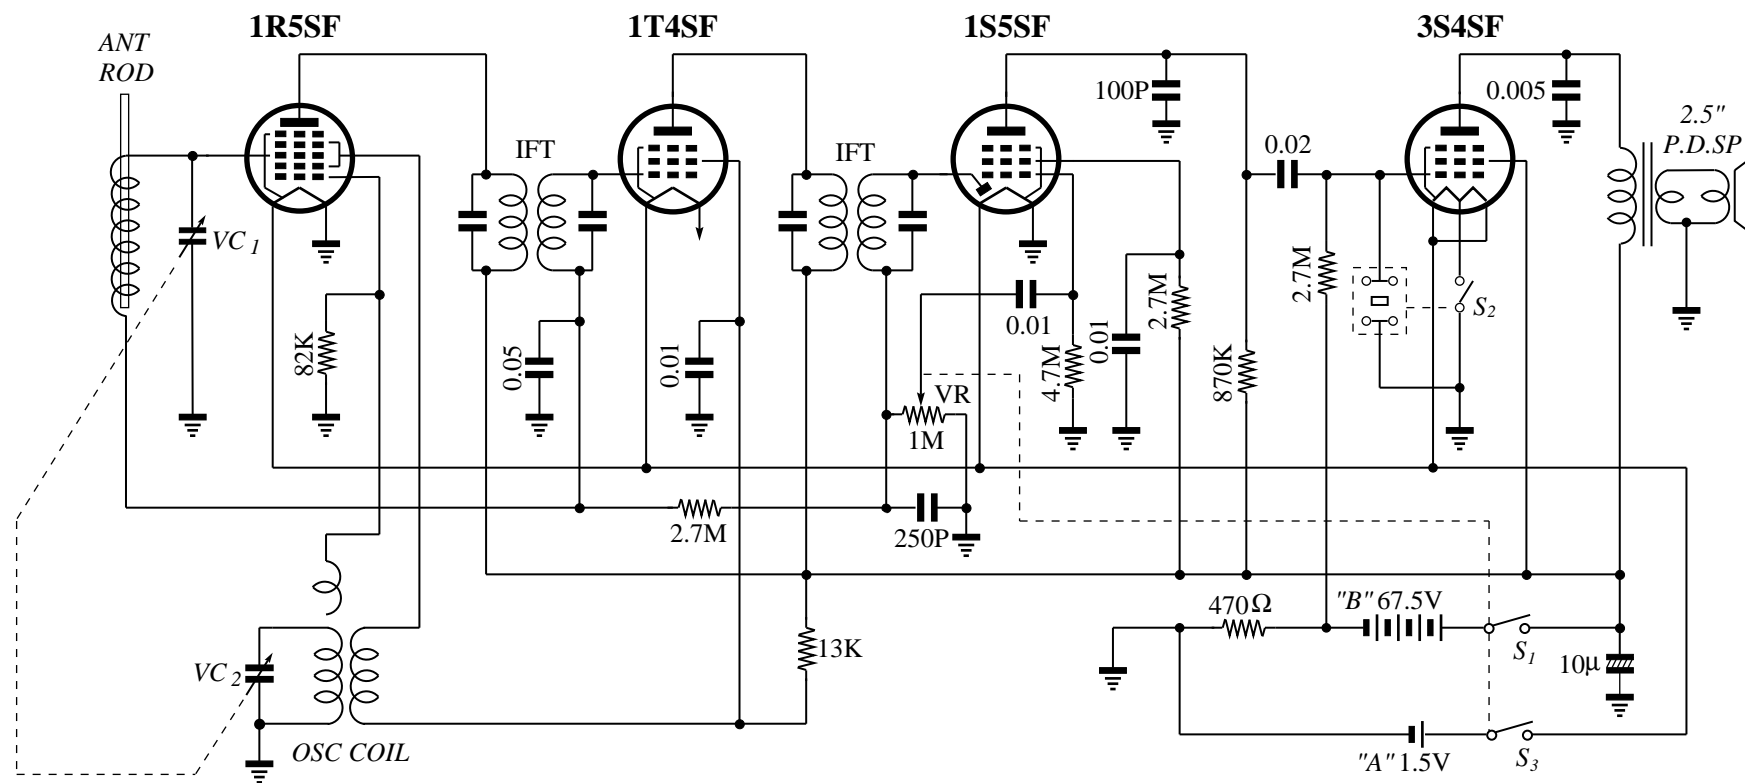 1R5SF
1T4SF
1S5SF
3S4SF
ANT
ROD
100P
0.005
2.5"
P.D.SP
IFT
IFT
0.02
VC 1
2.7M
2.7M
S2
0.01
0.01
82K
0.05
0.01
4.7M
870K
VR
1M
2.7M
250P
470Ω
"B" 67.5V
13K
S1
10μ
VC 2
OSC COIL
"A" 1.5V
S3